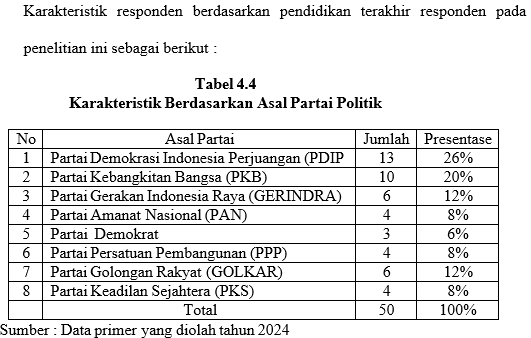 Karakteristik responden berdasarkan pendidikan terakhir responden pada
penelitian ini sebagai berikut :
Tabel 4.4
Karakteristik Berdasarkan Asal Partai Politik
No Asal Partai Jumlah Presentase
1 Partai Demokrasi Indonesia Perjuangan (PDIP 13 26%
2 Partai Kebangkitan Bangsa (PKB) 10 20%
3 Partai Gerakan Indonesia Raya (GERINDRA) 6 12%
4 Partai Amanat Nasional (PAN) 4 8%
5 Partai Demokrat 3 6%
6 Partai Persatuan Pembangunan (PPP) 4 8%
7 Partai Golongan Rakyat (GOLKAR) 6 12%
8 Partai Keadilan Sejahtera (PKS) 4 8%
Total 50 100%
Sumber : Data primer yang diolah tahun 2024